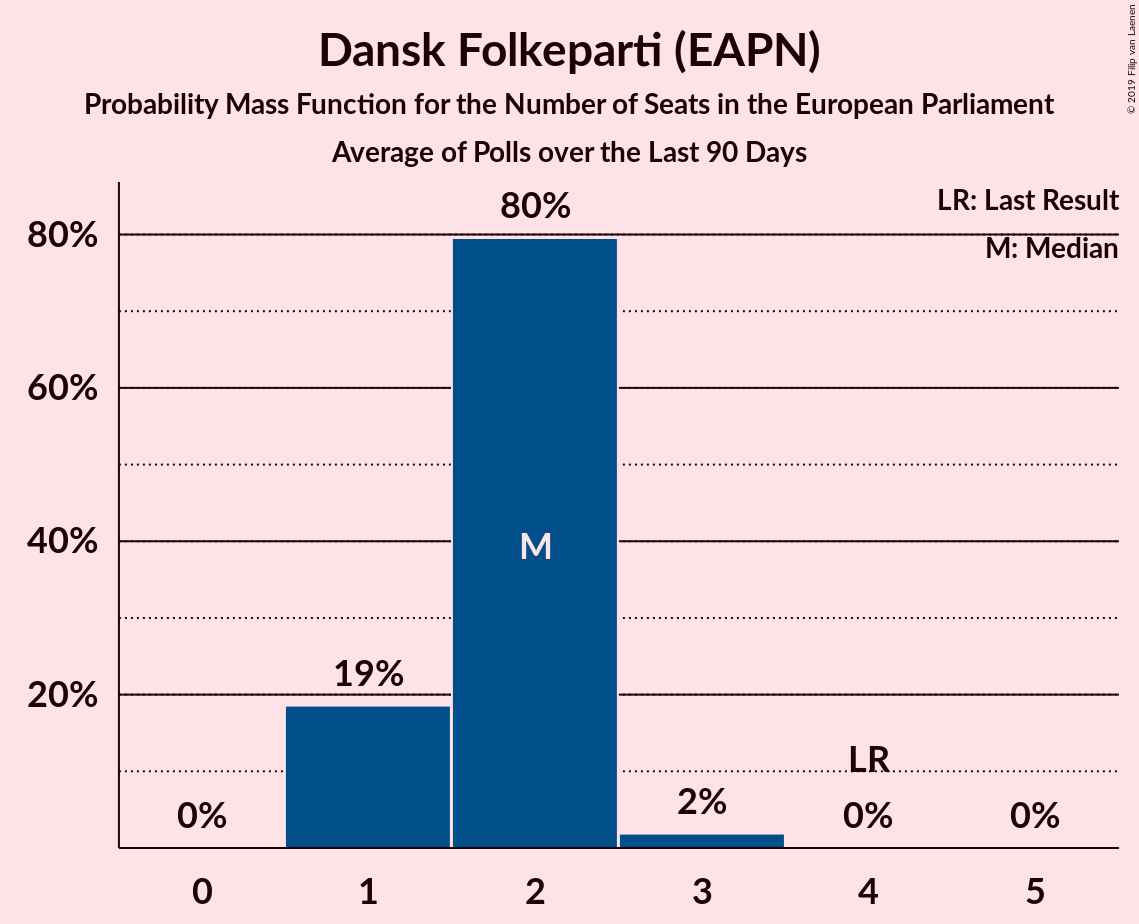 Dansk Folkeparti (EAPN)
Probability Mass Function for the Number of Seats in the European Parliament
Average of Polls over the Last 90 Days
© 2019 Filip van Laenen
LR: Last Result
M: Median
80%
80%
60%
40%
20%
M
19%
LR
0%
2%
0%
0%
0 1 2 3 4 5